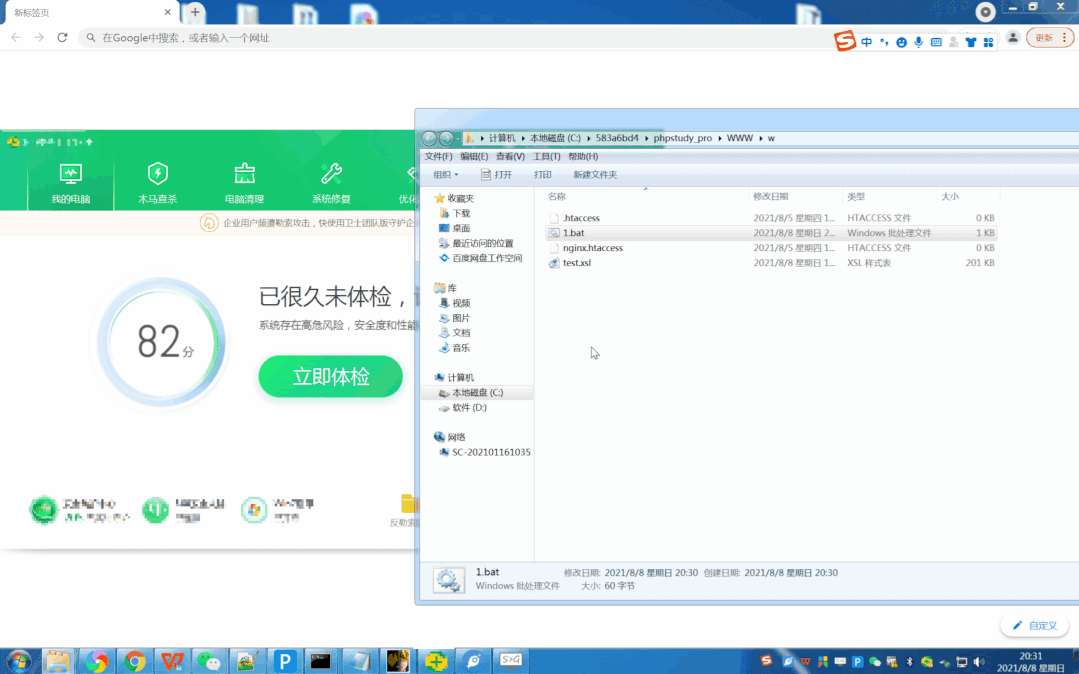 新标签页
在Google中搜索，或者输入一个网址
中
更新
我的电脑
木马查杀
电脑清理
系统修复
优化
企业用户频遭勒索攻击，快使用卫士团队版守护企
82分
已很久未体检，
系统存在高危风险，安全度和性能
立即体检
反勒索
计算机
本地磁盘 (C:)
583a6bd4
phpstudy_pro
WWW
w
文件(F) 编辑(E) 查看(V) 工具(T) 帮助(H)
组织
打开
打印
新建文件夹
收藏夹
下载
桌面
最近访问的位置
百度网盘工作空间
库
视频
图片
文档
音乐
计算机
本地磁盘 (C:)
软件 (D:)
网络
SC-202101161035
名称 修改日期 类型 大小
.htaccess 2021/8/5 星期四 1... HTACCESS 文件 0 KB
1.bat 2021/8/8 星期日 2... Windows 批处理文件 1 KB
nginx.htaccess 2021/8/5 星期四 1... HTACCESS 文件 0 KB
test.xsl 2021/8/8 星期日 1... XSL 样式表 201 KB
1.bat 修改日期: 2021/8/8 星期日 20:30 创建日期: 2021/8/8 星期日 20:30
Windows 批处理文件 大小: 60 字节
自定义
20:31
2021/8/8 星期日